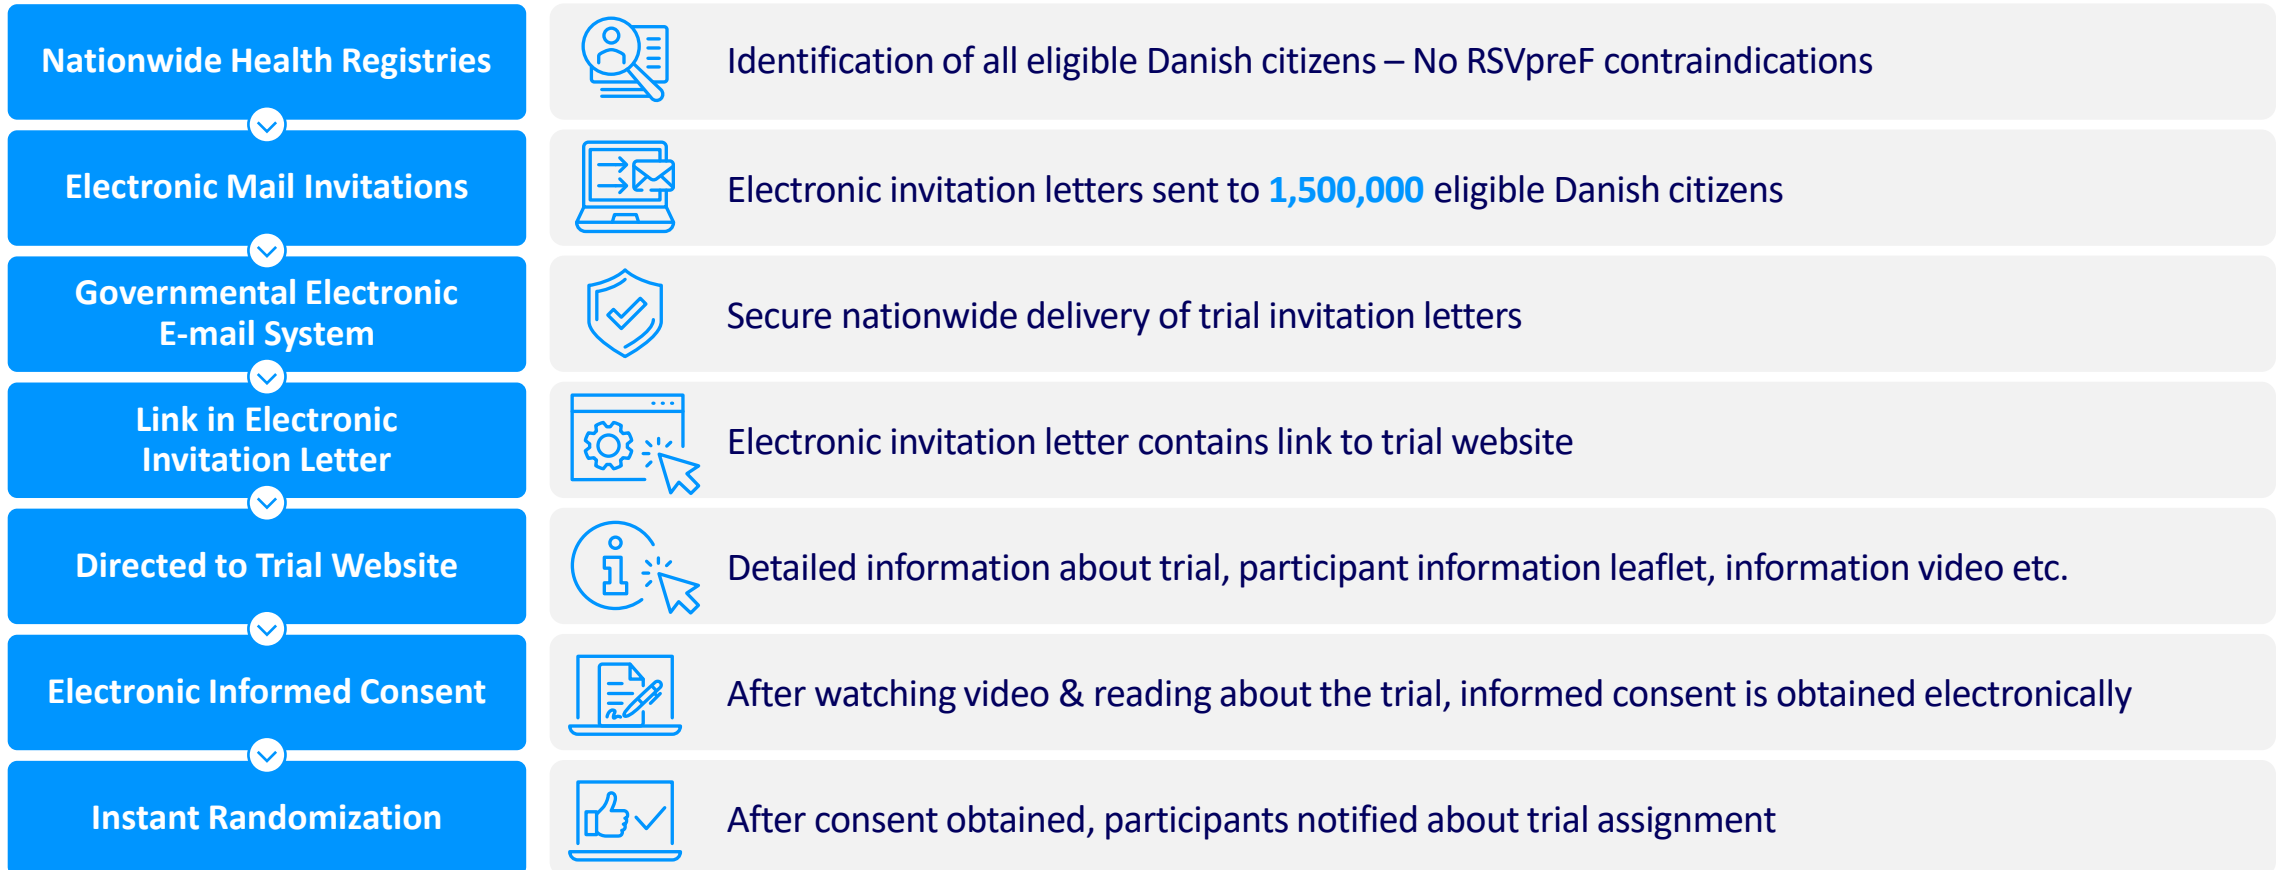 Nationwide Health Registries
Identification of all eligible Danish citizens – No RSVpreF contraindications
Electronic Mail Invitations
Electronic invitation letters sent to 1,500,000 eligible Danish citizens
Governmental Electronic
E-mail System
Secure nationwide delivery of trial invitation letters
Link in Electronic
Invitation Letter
Electronic invitation letter contains link to trial website
Directed to Trial Website
Detailed information about trial, participant information leaflet, information video etc.
Electronic Informed Consent
After watching video & reading about the trial, informed consent is obtained electronically
Instant Randomization
After consent obtained, participants notified about trial assignment